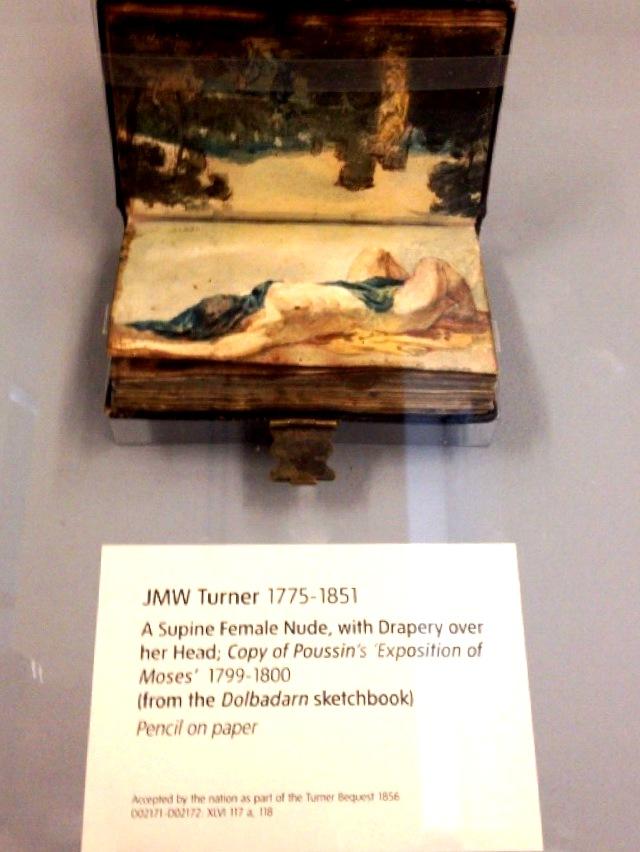 JMW Turner 1775-1851
A Supine Female Nude, with Drapery over
her Head; Copy of Poussin's 'Exposition of
Moses' 1799-1800
(from the Dolbadarn sketchbook)
Pencil on paper
Accepted by the nation as part of the Turner Bequest 1856
D02171-D02172: XLVI 117 a, 118